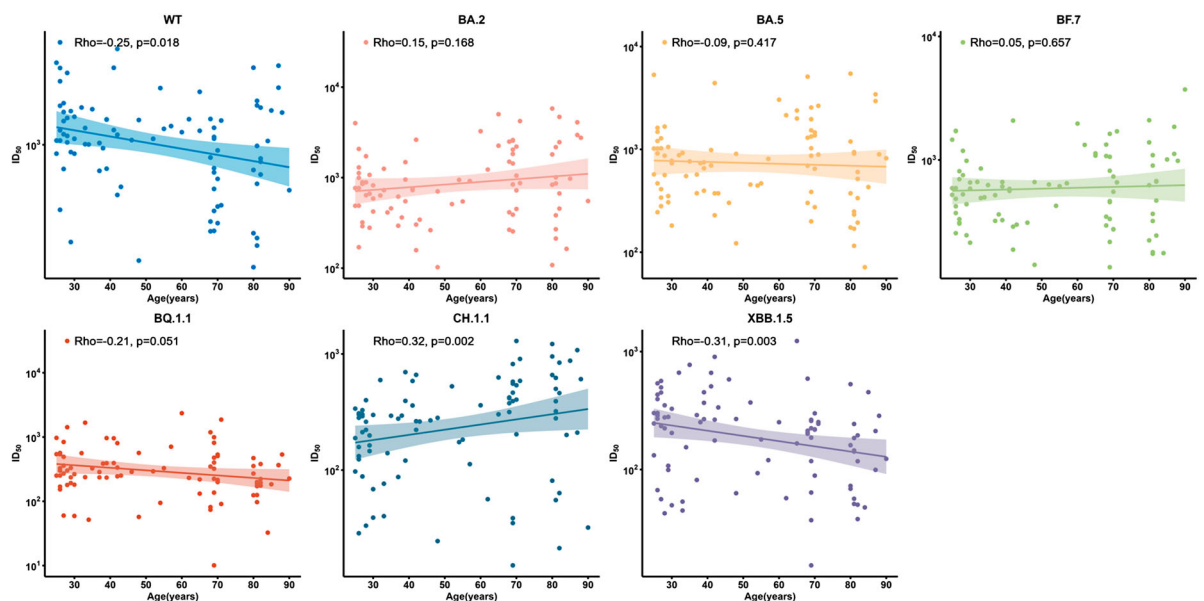 WT
Rho=-0.25, p=0.018
10³
ID₅₀
30 40 50 60 70 80 90
Age(years)
BA.2
Rho=0.15, p=0.168
10⁴
10³
10²
ID₅₀
30 40 50 60 70 80 90
Age(years)
BA.5
Rho=-0.09, p=0.417
10⁴
10³
10²
ID₅₀
30 40 50 60 70 80 90
Age(years)
BF.7
Rho=0.05, p=0.657
10⁴
10³
ID₅₀
30 40 50 60 70 80 90
Age(years)
BQ.1.1
Rho=-0.21, p=0.051
10⁴
10³
10²
10¹
ID₅₀
30 40 50 60 70 80 90
Age(years)
CH.1.1
Rho=0.32, p=0.002
10³
10²
ID₅₀
30 40 50 60 70 80 90
Age(years)
XBB.1.5
Rho=-0.31, p=0.003
10³
10²
ID₅₀
30 40 50 60 70 80 90
Age(years)